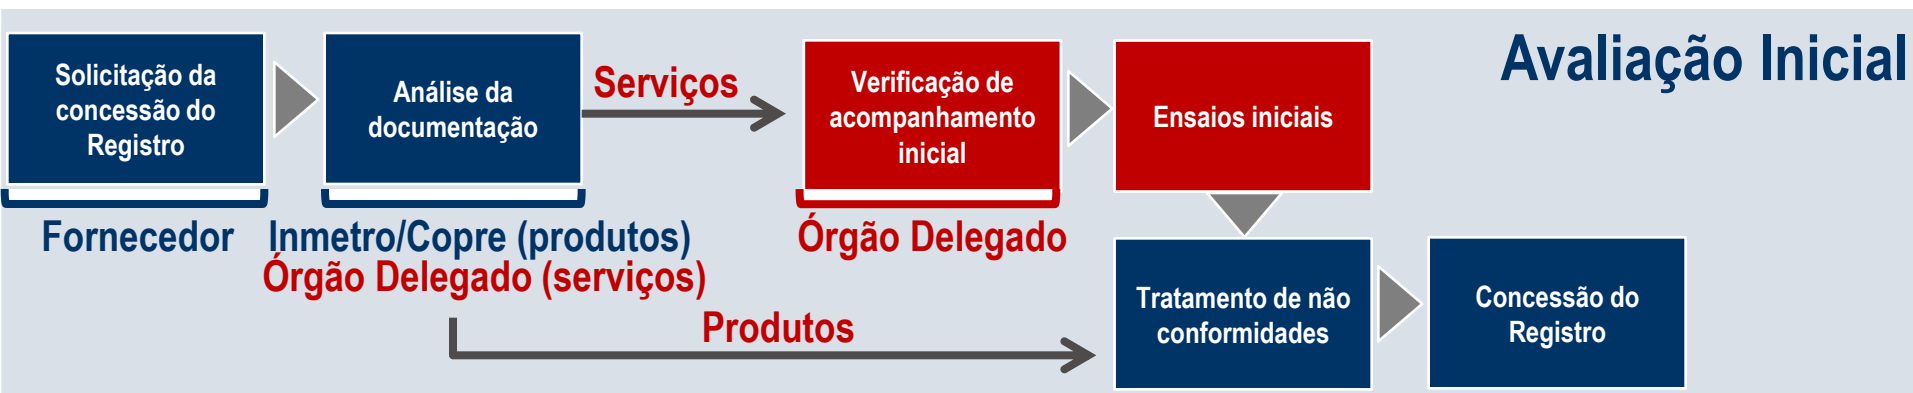 Avaliação Inicial
Solicitação da
concessão do
Registro
Análise da
documentação
Serviços
Verificação de
acompanhamento
inicial
Ensaios iniciais
Fornecedor
Inmetro/Copre (produtos)
Órgão Delegado (serviços)
Órgão Delegado
Produtos
Tratamento de não
conformidades
Concessão do
Registro